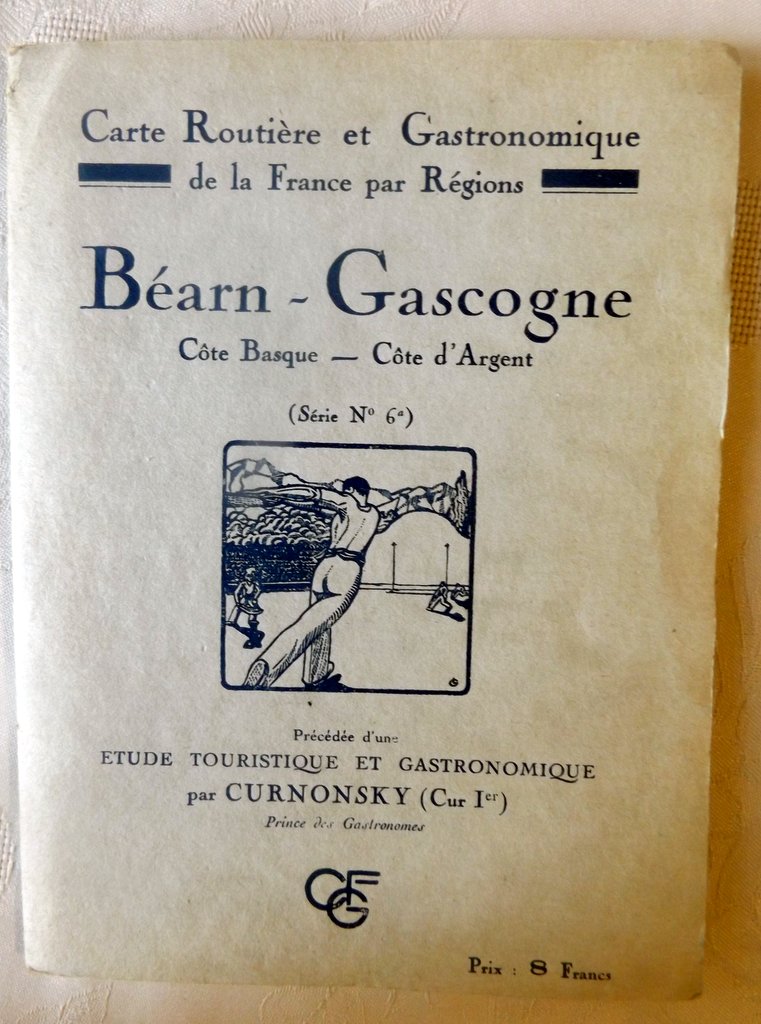 Carte Routière et Gastronomique
de la France par Régions
Béarn - Gascogne
Côte Basque — Côte d'Argent
(Série Nº 6ª)
Précédée d'une
ETUDE TOURISTIQUE ET GASTRONOMIQUE
par CURNONSKY (Cur Iᵉʳ)
Prince des Gastronomes
CGF
Prix : 8 Francs